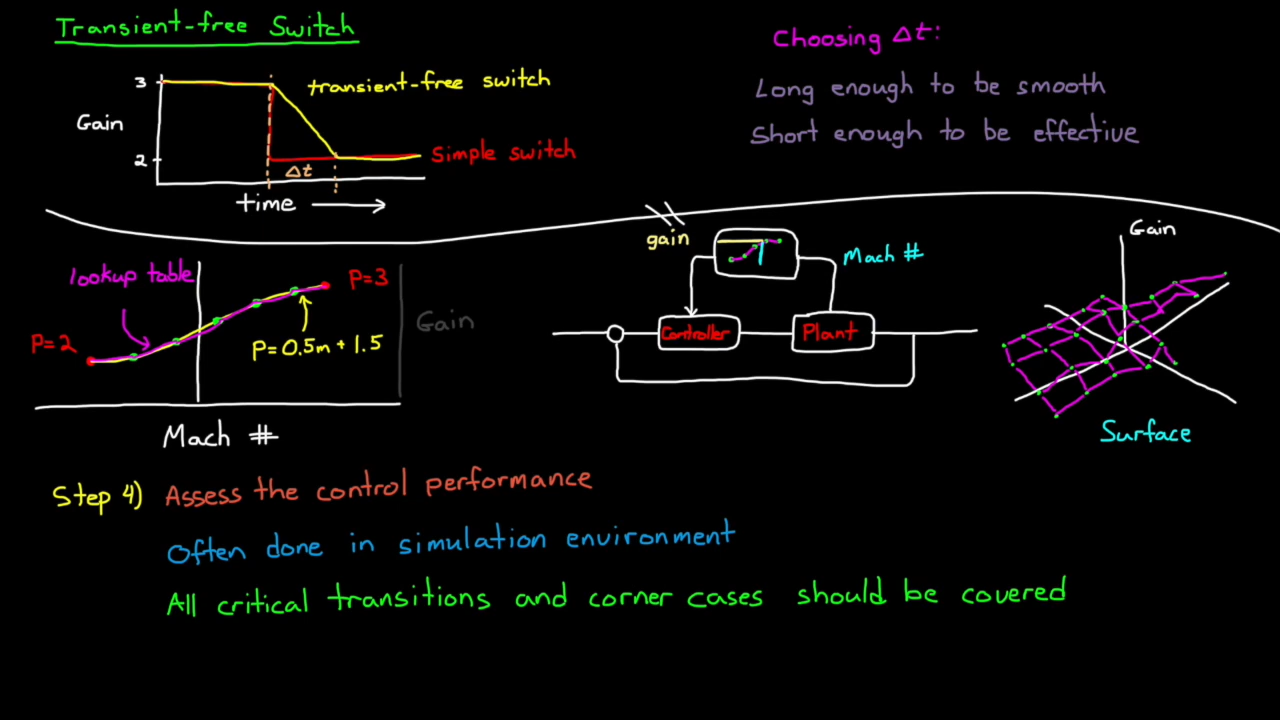 Transient-free Switch
3
transient-free switch
Gain
2
Simple switch
Δt
time
Choosing Δt:
Long enough to be smooth
Short enough to be effective
lookup table
P=3
P=2
P=0.5m + 1.5
Gain
Mach #
gain
Mach #
Controller
Plant
Gain
Surface
Step 4) Assess the control performance
Often done in simulation environment
All critical transitions and corner cases should be covered